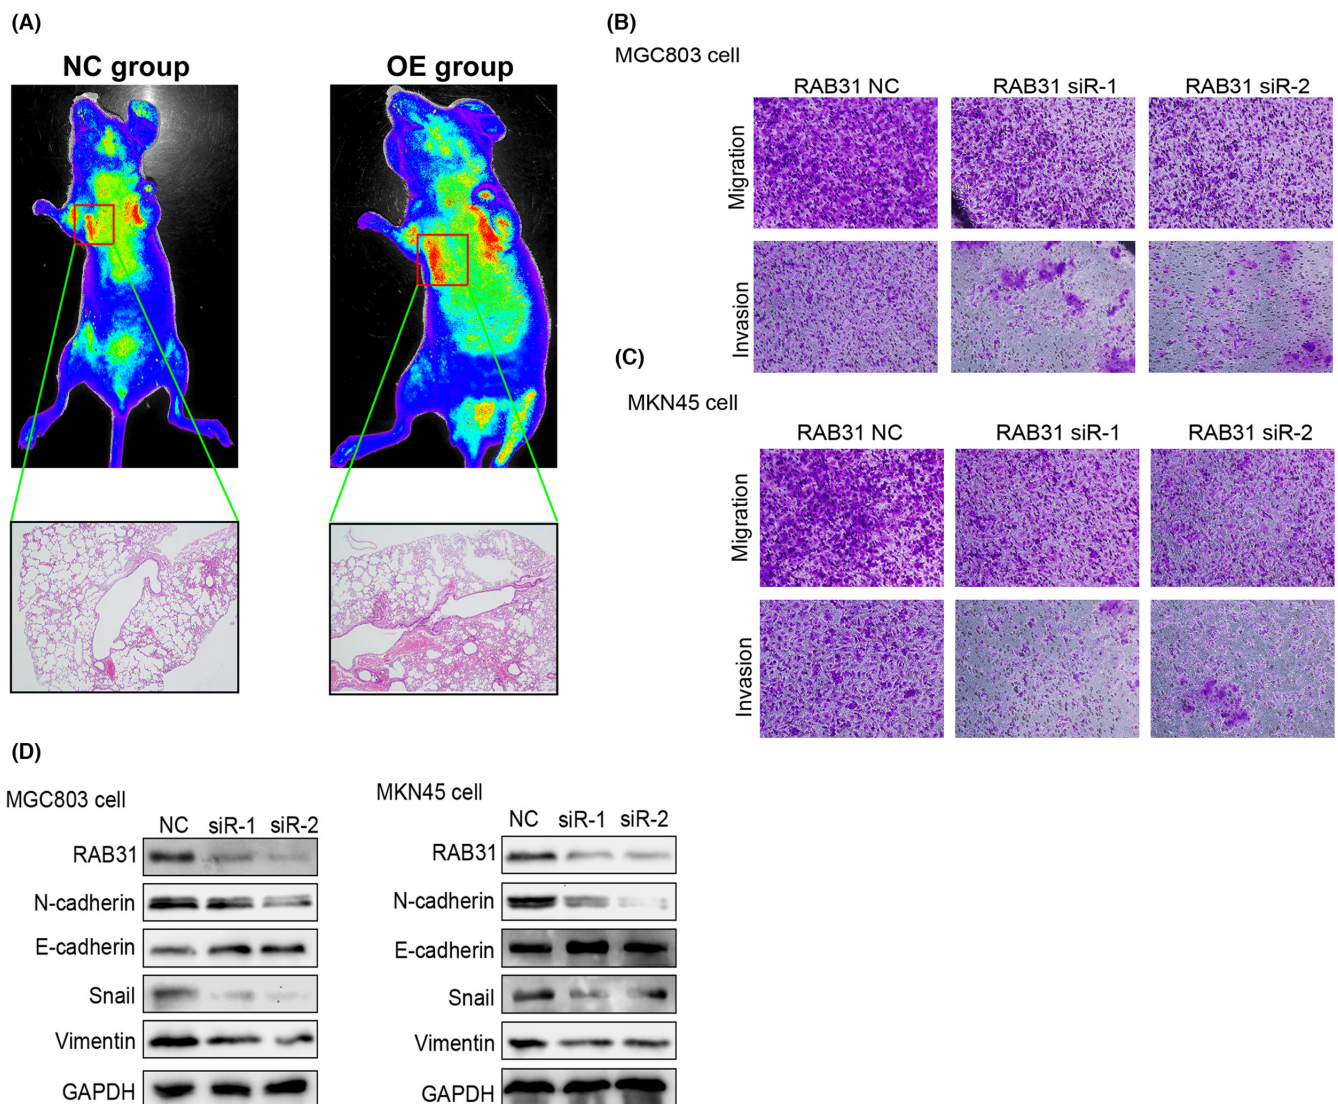 (A)
NC group
OE group
(B)
MGC803 cell
RAB31 NC
RAB31 siR-1
RAB31 siR-2
Migration
Invasion
(C)
MKN45 cell
RAB31 NC
RAB31 siR-1
RAB31 siR-2
Migration
Invasion
(D)
MGC803 cell
NC siR-1 siR-2
RAB31
N-cadherin
E-cadherin
Snail
Vimentin
GAPDH
MKN45 cell
NC siR-1 siR-2
RAB31
N-cadherin
E-cadherin
Snail
Vimentin
GAPDH